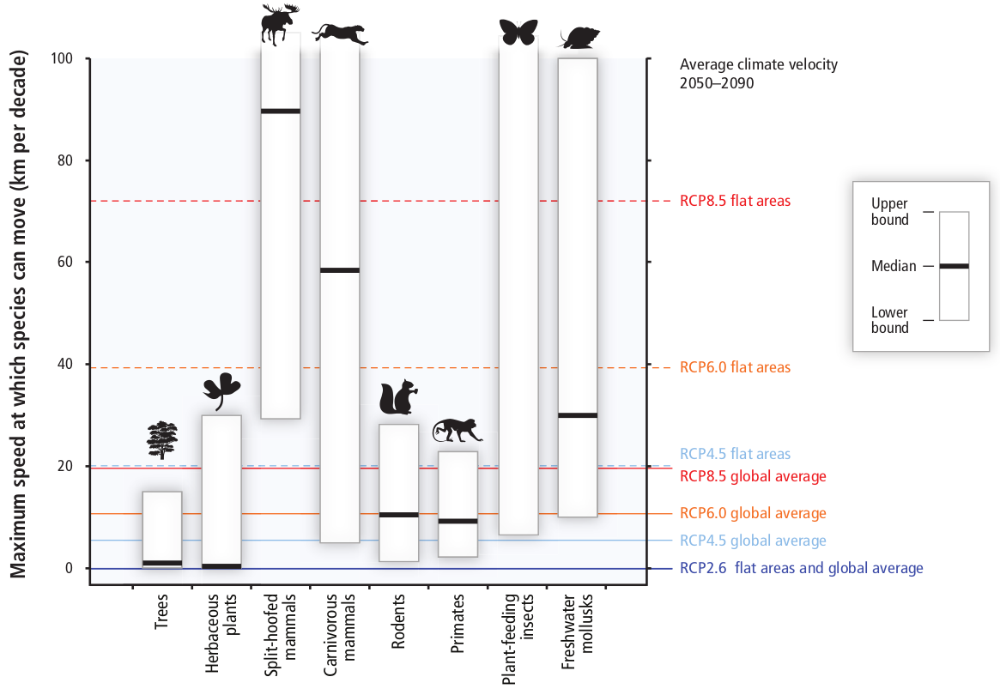 Maximum speed at which species can move (km per decade)
100
80
60
40
20
0
Average climate velocity
2050–2090
RCP8.5 flat areas
RCP6.0 flat areas
RCP4.5 flat areas
RCP8.5 global average
RCP6.0 global average
RCP4.5 global average
RCP2.6 flat areas and global average
Upper
bound
Median
Lower
bound
Trees
Herbaceous
plants
Split-hoofed
mammals
Carnivorous
mammals
Rodents
Primates
Plant-feeding
insects
Freshwater
mollusks